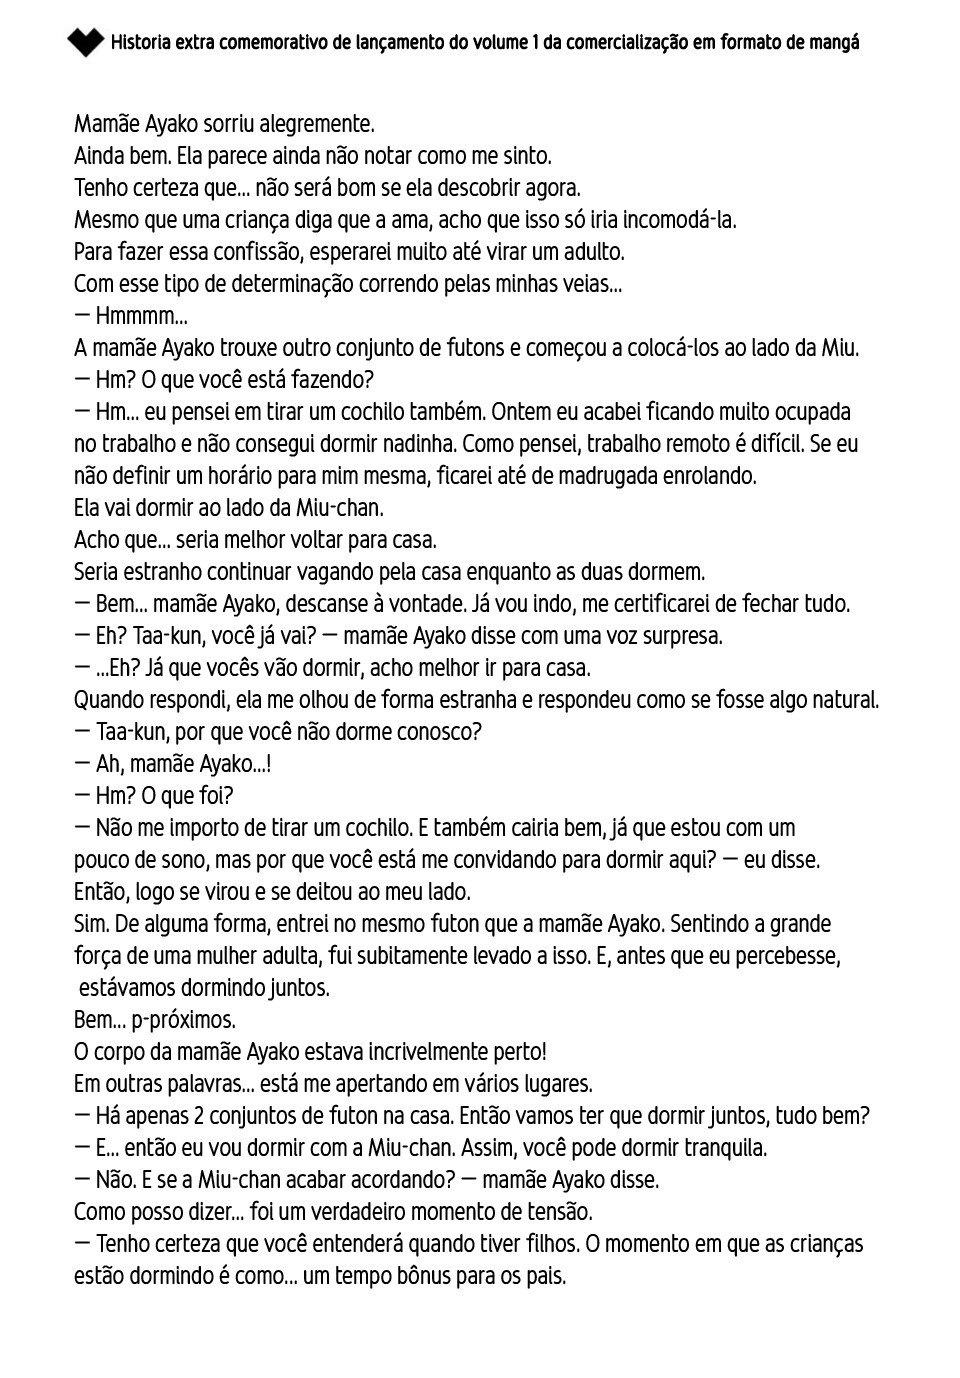 Historia extra comemorativo de lançamento do volume 1 da comercialização em formato de mangá
Mamãe Ayako sorriu alegremente.
Ainda bem. Ela parece ainda não notar como me sinto.
Tenho certeza que... não será bom se ela descobrir agora.
Mesmo que uma criança diga que a ama, acho que isso só iria incomodá-la.
Para fazer essa confissão, esperarei muito até virar um adulto.
Com esse tipo de determinação correndo pelas minhas veias...
— Hmmmm...
A mamãe Ayako trouxe outro conjunto de futons e começou a colocá-los ao lado da Miu.
— Hm? O que você está fazendo?
— Hm... eu pensei em tirar um cochilo também. Ontem eu acabei ficando muito ocupada
no trabalho e não consegui dormir nadinha. Como pensei, trabalho remoto é difícil. Se eu
não definir um horário para mim mesma, ficarei até de madrugada enrolando.
Ela vai dormir ao lado da Miu-chan.
Acho que... seria melhor voltar para casa.
Seria estranho continuar vagando pela casa enquanto as duas dormem.
— Bem... mamãe Ayako, descanse à vontade. Já vou indo, me certificarei de fechar tudo.
— Eh? Taa-kun, você já vai? — mamãe Ayako disse com uma voz surpresa.
— ...Eh? Já que vocês vão dormir, acho melhor ir para casa.
Quando respondi, ela me olhou de forma estranha e respondeu como se fosse algo natural.
— Taa-kun, por que você não dorme conosco?
— Ah, mamãe Ayako...!
— Hm? O que foi?
— Não me importo de tirar um cochilo. E também cairia bem, já que estou com um
pouco de sono, mas por que você está me convidando para dormir aqui? — eu disse.
Então, logo se virou e se deitou ao meu lado.
Sim. De alguma forma, entrei no mesmo futon que a mamãe Ayako. Sentindo a grande
força de uma mulher adulta, fui subitamente levado a isso. E, antes que eu percebesse,
estávamos dormindo juntos.
Bem... p-próximos.
O corpo da mamãe Ayako estava incrivelmente perto!
Em outras palavras... está me apertando em vários lugares.
— Há apenas 2 conjuntos de futon na casa. Então vamos ter que dormir juntos, tudo bem?
— E... então eu vou dormir com a Miu-chan. Assim, você pode dormir tranquila.
— Não. E se a Miu-chan acabar acordando? — mamãe Ayako disse.
Como posso dizer... foi um verdadeiro momento de tensão.
— Tenho certeza que você entenderá quando tiver filhos. O momento em que as crianças
estão dormindo é como... um tempo bônus para os pais.